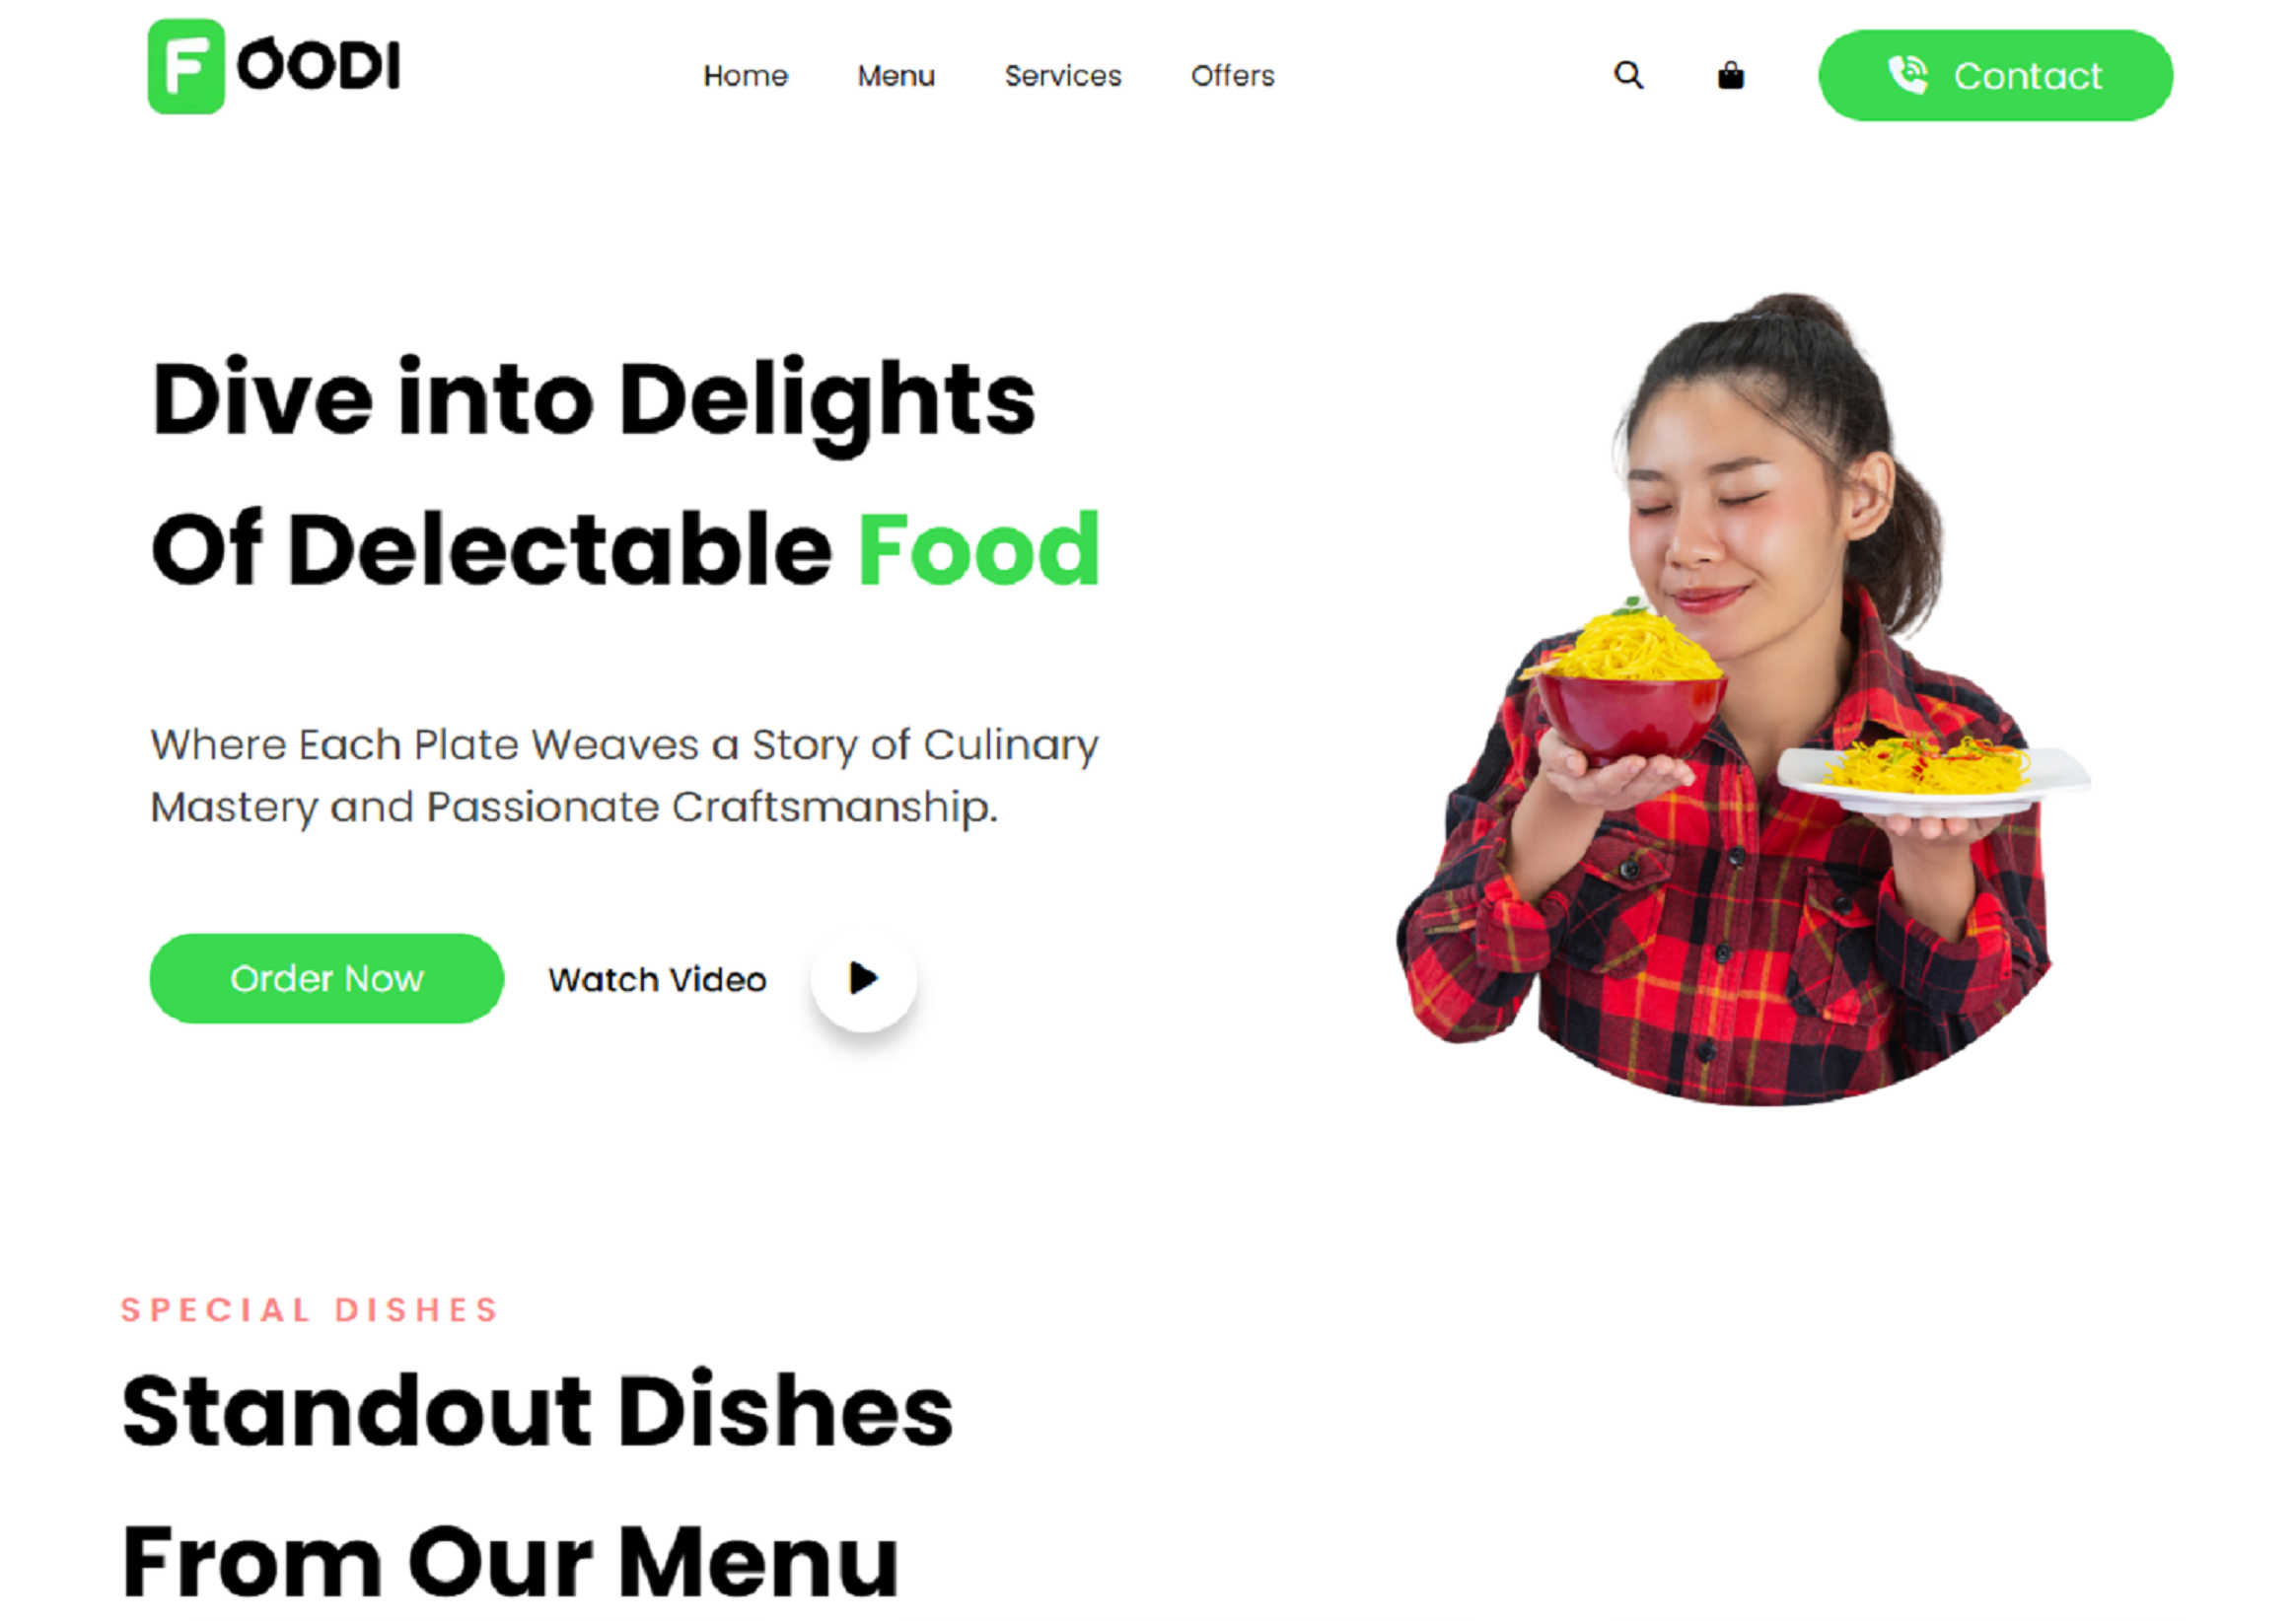 FOODI
Home Menu Services Offers
Contact
Dive into Delights
Of Delectable Food
Where Each Plate Weaves a Story of Culinary
Mastery and Passionate Craftsmanship.
Order Now Watch Video
SPECIAL DISHES
Standout Dishes
From Our Menu